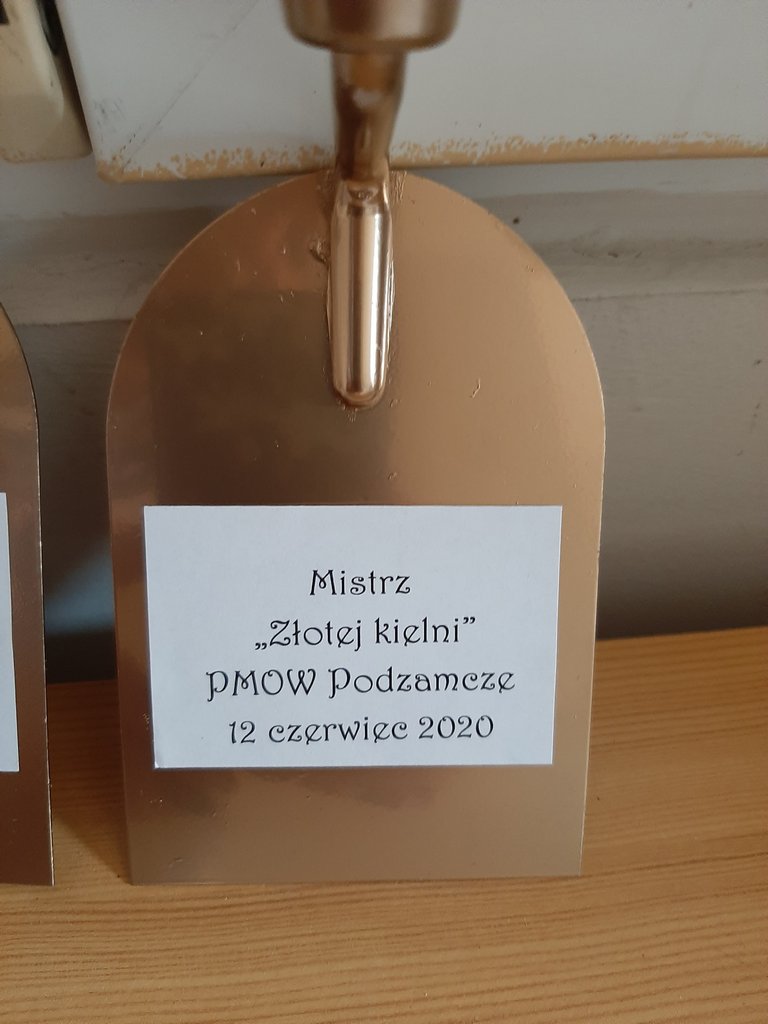 Mistrz
„Złotej kielni”
PMOW Podzamcze
12 czerwiec 2020